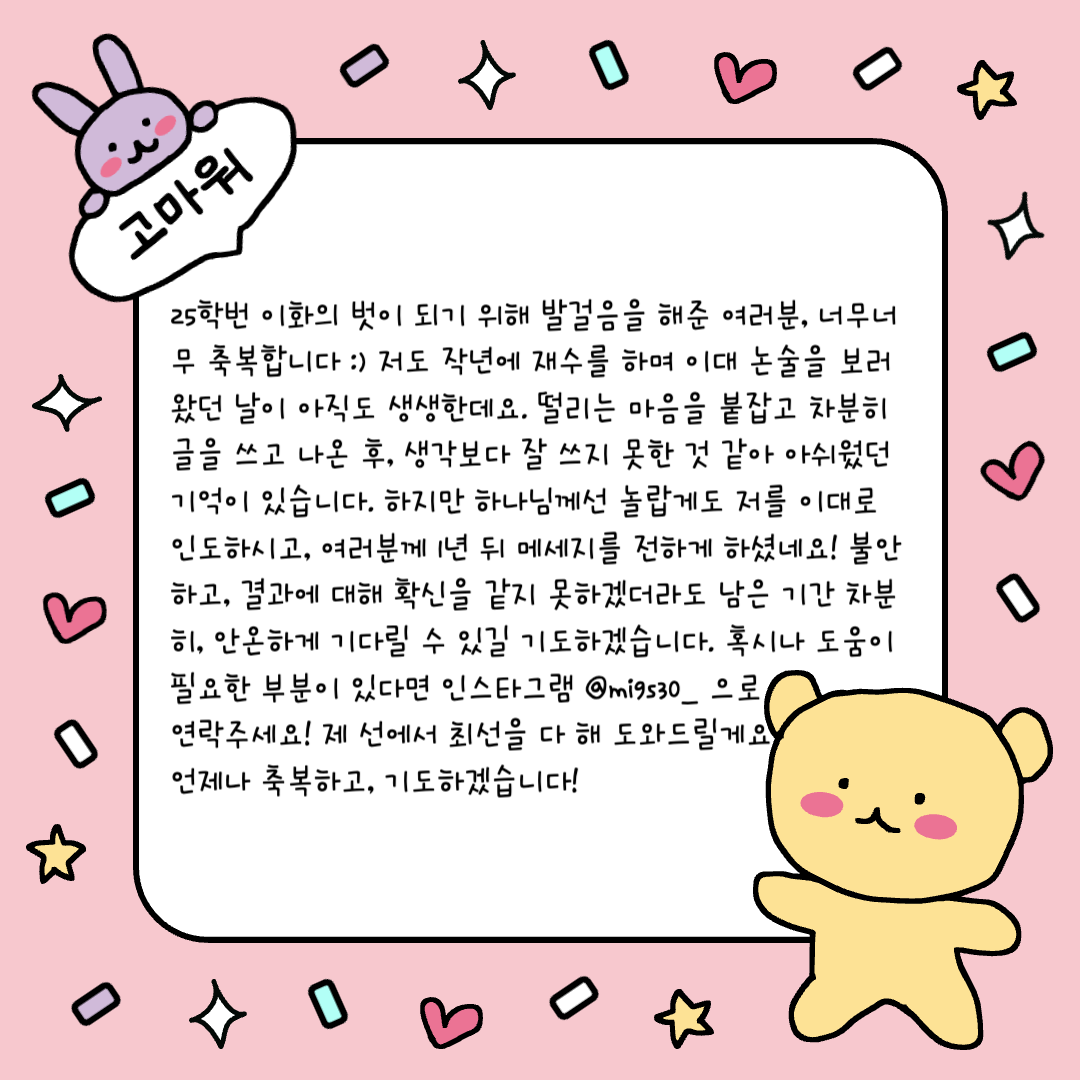 고마워
25학번 이화의 벗이 되기 위해 발걸음을 해준 여러분, 너무너
무 축복합니다 :) 저도 작년에 재수를 하며 이대 논술을 보러
왔던 날이 아직도 생생한데요. 떨리는 마음을 붙잡고 차분히
글을 쓰고 나온 후, 생각보다 잘 쓰지 못한 것 같아 아쉬웠던
기억이 있습니다. 하지만 하나님께선 놀랍게도 저를 이대로
인도하시고, 여러분께 1년 뒤 메세지를 전하게 하셨네요! 불안
하고, 결과에 대해 확신을 같지 못하겠더라도 남은 기간 차분
히, 안온하게 기다릴 수 있길 기도하겠습니다. 혹시나 도움이
필요한 부분이 있다면 인스타그램 @mi9s30_ 으로
연락주세요! 제 선에서 최선을 다 해 도와드릴게요
언제나 축복하고, 기도하겠습니다!